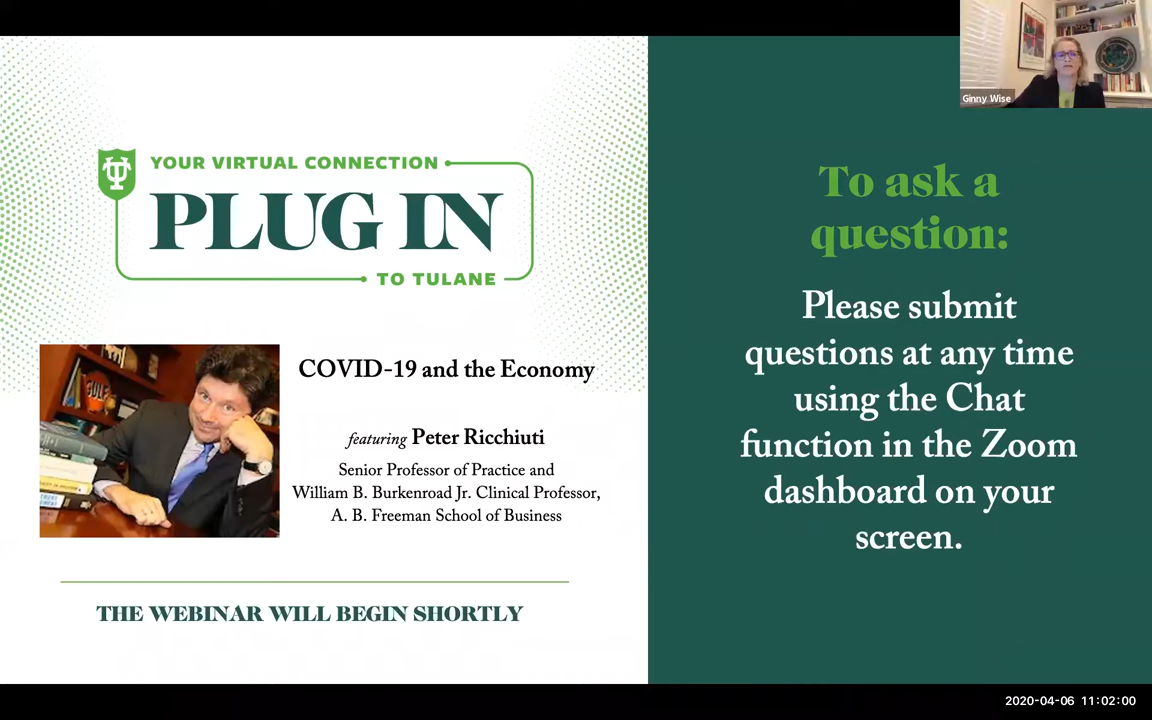 YOUR VIRTUAL CONNECTION
PLUG IN
TO TULANE
GULF
COVID-19 and the Economy
featuring Peter Ricchiuti
Senior Professor of Practice and
William B. Burkenroad Jr. Clinical Professor,
A. B. Freeman School of Business
THE WEBINAR WILL BEGIN SHORTLY
Ginny Wise
To ask a
question:
Please submit
questions at any time
using the Chat
function in the Zoom
dashboard on your
screen.
2020-04-06 11:02:00